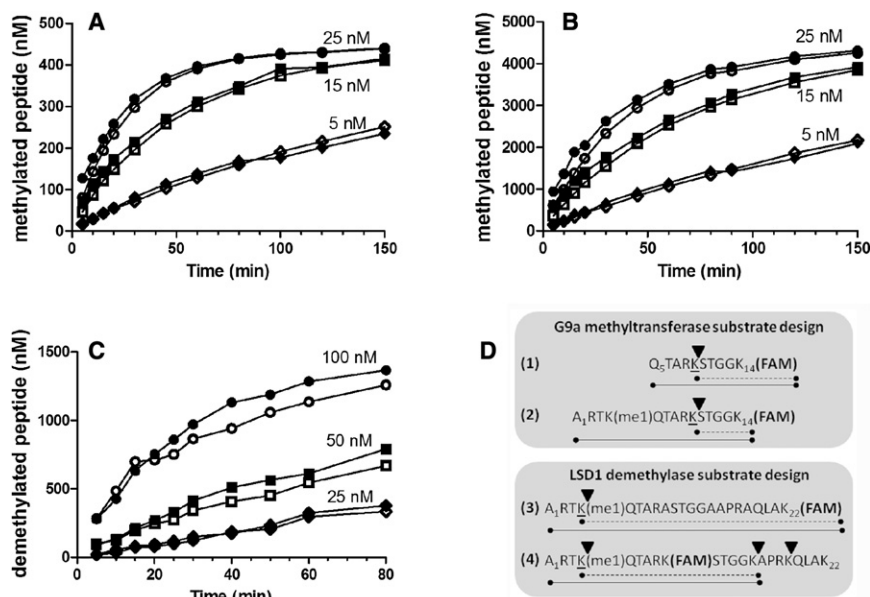 A
methylated peptide (nM)
500
400
300
200
100
0
25 nM
15 nM
5 nM
0
50
100
150
Time (min)
B
methylated peptide (nM)
5000
4000
3000
2000
1000
0
25 nM
15 nM
5 nM
0
50
100
150
Time (min)
C
demethylated peptide (nM)
1500
1000
500
0
100 nM
50 nM
25 nM
0
20
40
60
80
Time (min)
D
G9a methyltransferase substrate design
(1) Q5TARKSTGGK14(FAM)
(2) A1RTK(me1)QTARKSTGGK14(FAM)
LSD1 demethylase substrate design
(3) A1RTK(me1)QTARASTGGAAPRAQLAK22(FAM)
(4) A1RTK(me1)QTARK(FAM)STGGKAPRKQLAK22